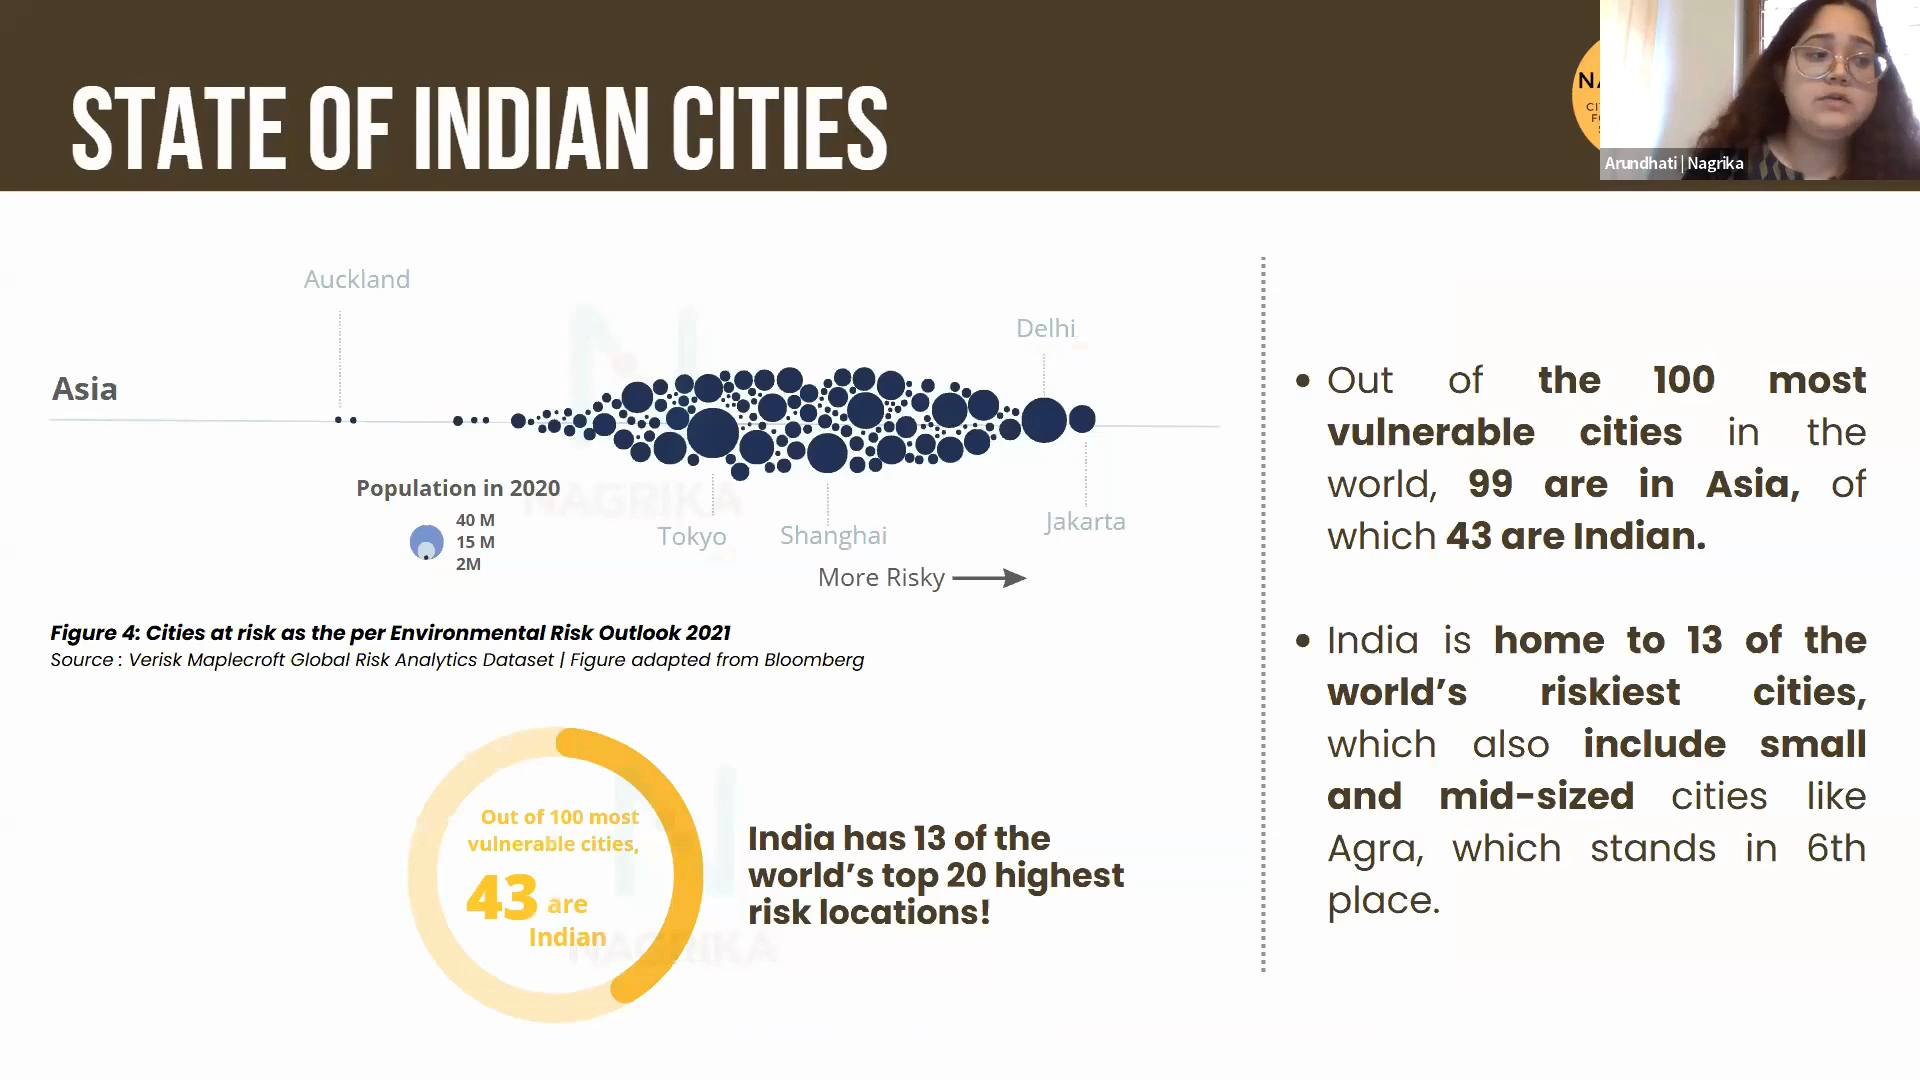 STATE OF INDIAN CITIES
Arundhati | Nagrika
Auckland
Delhi
Asia
Population in 2020
40 M
15 M
2M
Tokyo
Shanghai
Jakarta
More Risky
Figure 4: Cities at risk as the per Environmental Risk Outlook 2021
Source : Verisk Maplecroft Global Risk Analytics Dataset | Figure adapted from Bloomberg
Out of 100 most
vulnerable cities,
43 are
Indian
India has 13 of the
world’s top 20 highest
risk locations!
• Out of the 100 most
vulnerable cities in the
world, 99 are in Asia, of
which 43 are Indian.
• India is home to 13 of the
world’s riskiest cities,
which also include small
and mid-sized cities like
Agra, which stands in 6th
place.
NAGRIKA
NAGRIKA